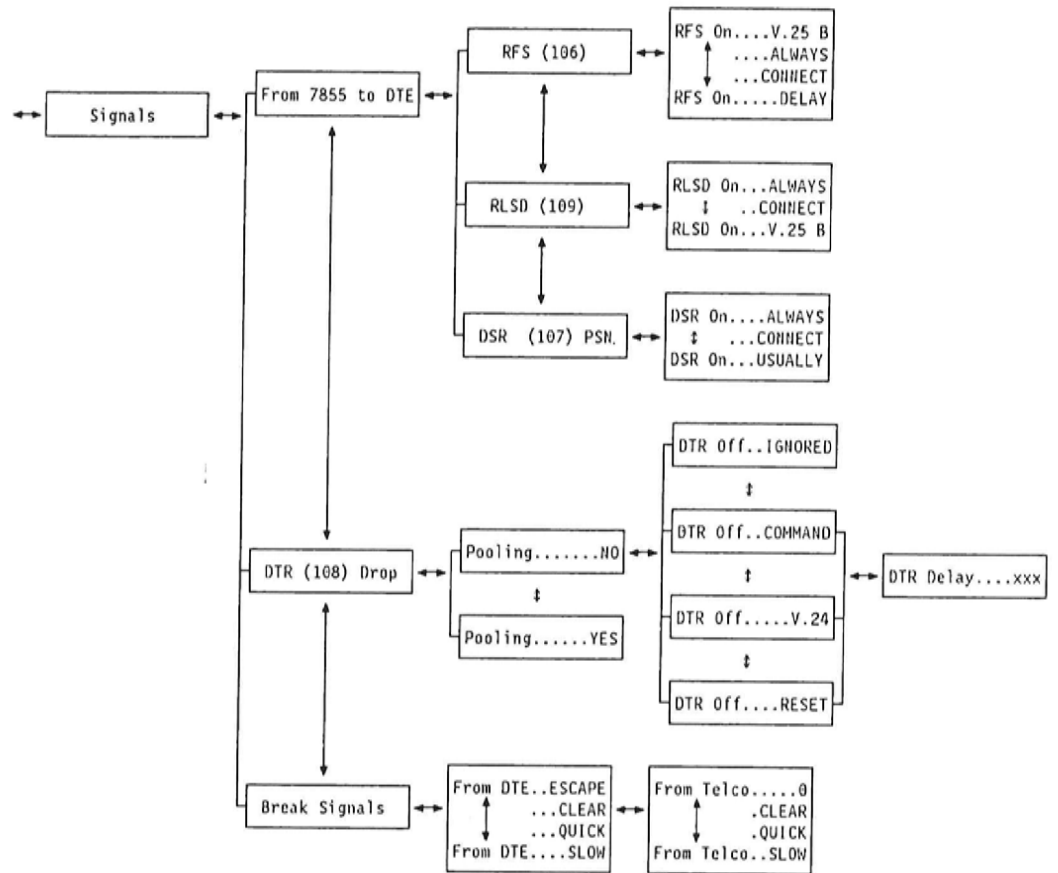 Signals
From 7855 to DTE
RFS (106)
RFS On....V.25 B
....ALWAYS
...CONNECT
RFS On.....DELAY
RLSD (109)
RLSD On...ALWAYS
..CONNECT
RLSD On...V.25 B
DSR (107) PSN.
DSR On....ALWAYS
...CONNECT
DSR On...USUALLY
DTR (108) Drop
Pooling.......NO
Pooling......YES
DTR Off..IGNORED
DTR Off..COMMAND
DTR Off.....V.24
DTR Off....RESET
DTR Delay....xxx
Break Signals
From DTE..ESCAPE
...CLEAR
...QUICK
From DTE....SLOW
From Telco.....0
.CLEAR
.QUICK
From Telco..SLOW